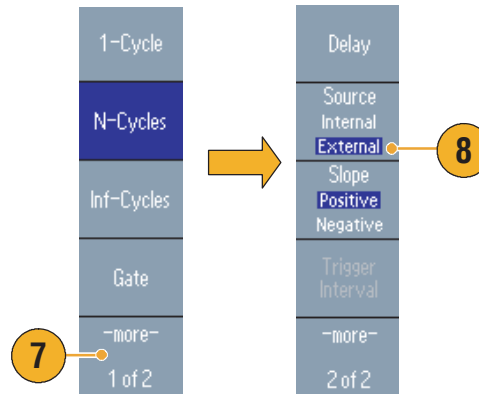 1-Cycle
N-Cycles
Inf-Cycles
Gate
-more-
1 of 2
7
Delay
Source
Internal
External
8
Slope
Positive
Negative
Trigger
Interval
-more-
2 of 2